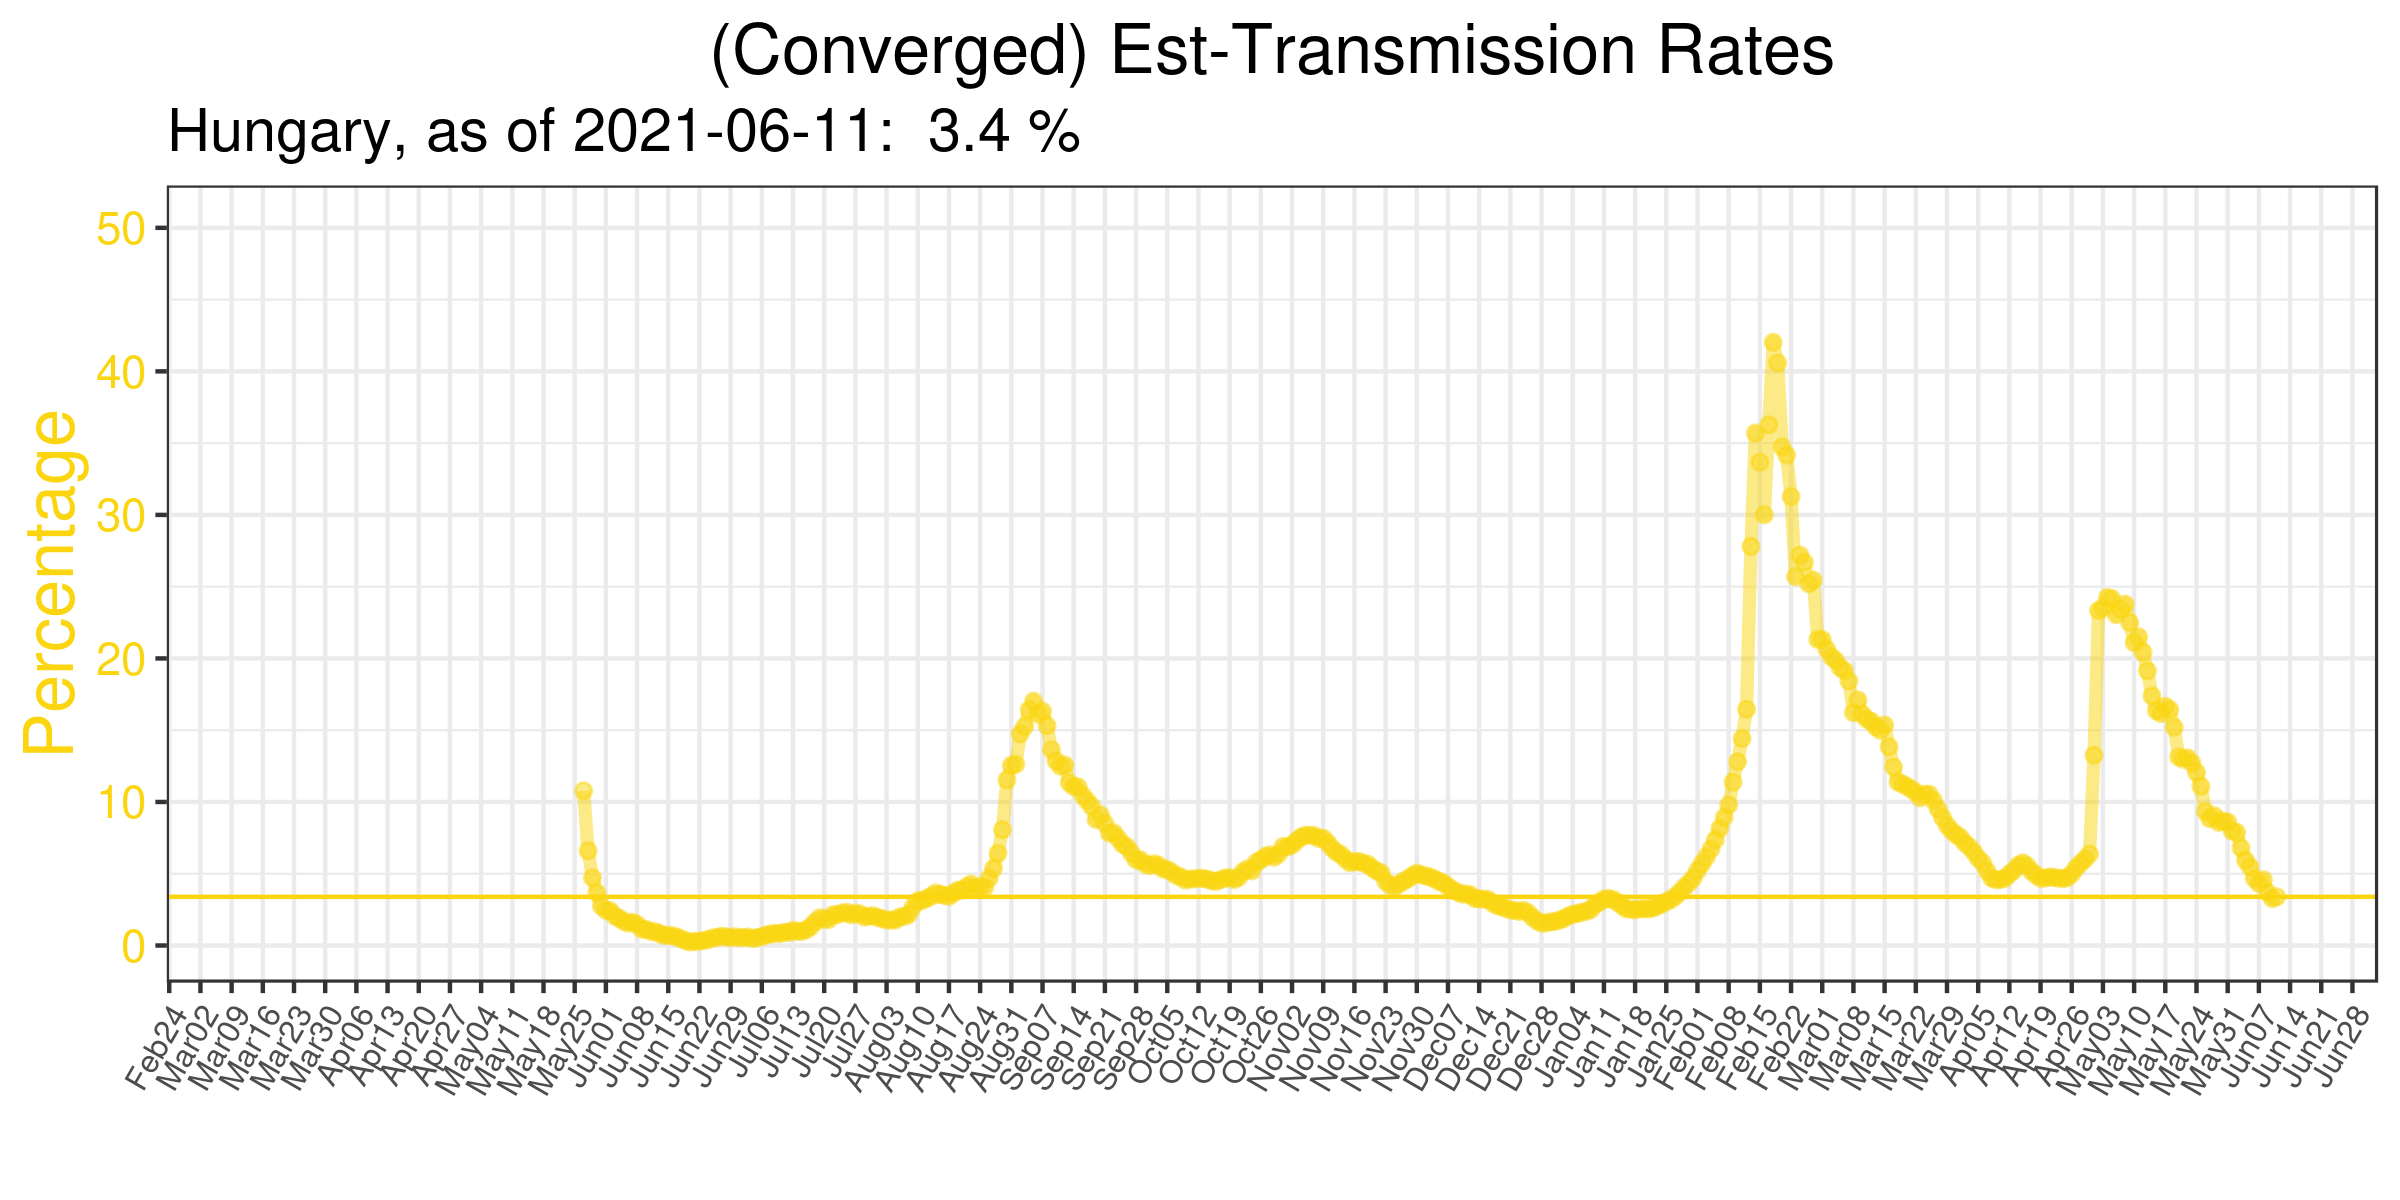 (Converged) Est-Transmission Rates
Hungary, as of 2021-06-11:  3.4 %
Percentage
50
40
30
20
10
0
Feb24
Mar02
Mar09
Mar16
Mar23
Mar30
Apr06
Apr13
Apr20
Apr27
May04
May11
May18
May25
Jun01
Jun08
Jun15
Jun22
Jun29
Jul06
Jul13
Jul20
Jul27
Aug03
Aug10
Aug17
Aug24
Aug31
Sep07
Sep14
Sep21
Sep28
Oct05
Oct12
Oct19
Oct26
Nov02
Nov09
Nov16
Nov23
Nov30
Dec07
Dec14
Dec21
Dec28
Jan04
Jan11
Jan18
Jan25
Feb01
Feb08
Feb15
Feb22
Mar01
Mar08
Mar15
Mar22
Mar29
Apr05
Apr12
Apr19
Apr26
May03
May10
May17
May24
May31
Jun07
Jun14
Jun21
Jun28